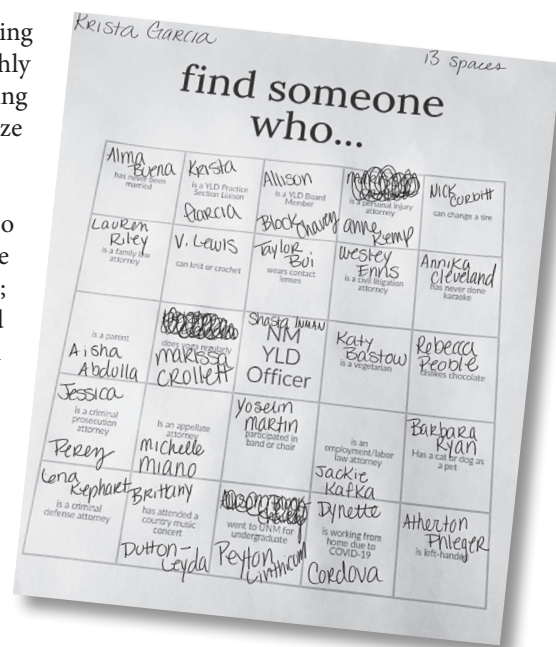 ing
hly
ng
ze
o
e
;
d
Krista Garcia
13 spaces
find someone
who...
Alma
Buena
has never been
married
Krista
is a YLD Practice
Section Liaison
Garcia
Allison
is a YLD Board
Member
Block Chavez
is a personal injury
attorney
anne
Kemp
Nick
Corbitt
can change a tire
Lauren
Riley
is a family law
attorney
V. Lewis
can knit or crochet
Taylor
Bui
wears contact
lenses
Westey
Enns
is a civil litigation
attorney
Annika
Cleveland
has never done
karaoke
is a parent
Aisha
Abdulla
does yoga regularly
marissa
Crollett
Shasta Inman
NM
YLD
Officer
Katy
Bastow
is a vegetarian
Rebecca
People
dislikes chocolate
Jessica
is a criminal
prosecution
attorney
Perez
Is an appellate
attorney
michelle
miano
Yoselin
martin
participated in
band or choir
is an
employment/labor
law attorney
Jackie
Kafka
Barbara
Ryan
Has a cat or dog as
a pet
Lena
Kephart
is a criminal
defense attorney
Brittany
has attended a
country music
concert
Dutton-
Leyda
went to UNM for
undergraduate
Peyton
Linthicum
Dynette
is working from
home due to
COVID-19
Cordova
Atherton
Phleger
is left-handed